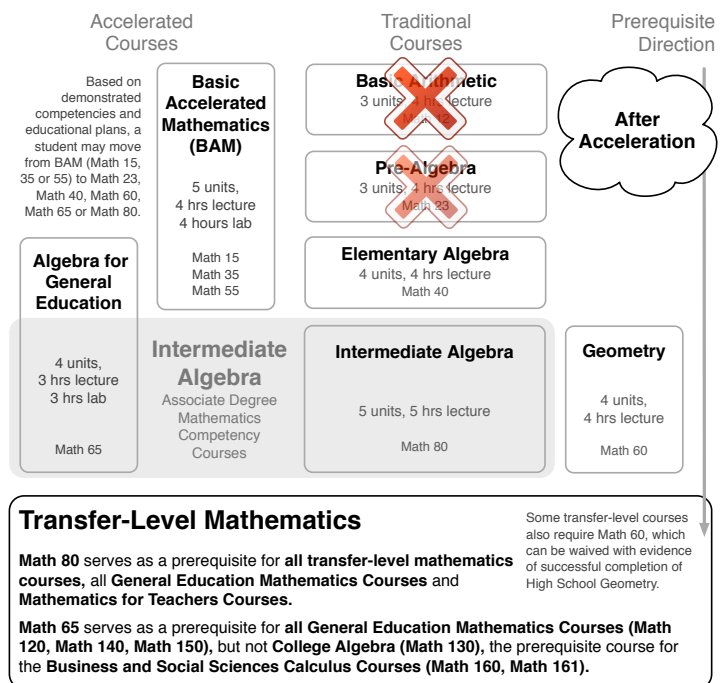 Accelerated
Courses
Traditional
Courses
Prerequisite
Direction
Based on
demonstrated
competencies and
educational plans, a
student may move
from BAM (Math 15,
35 or 55) to Math 23,
Math 40, Math 60,
Math 65 or Math 80.
Basic
Accelerated
Mathematics
(BAM)
5 units,
4 hrs lecture
4 hours lab
Math 15
Math 35
Math 55
Basic Arithmetic
3 units, 4 hrs lecture
Math 12
Pre-Algebra
3 units, 4 hrs lecture
Math 23
Elementary Algebra
4 units, 4 hrs lecture
Math 40
After
Acceleration
Algebra for
General
Education
4 units,
3 hrs lecture
3 hrs lab
Math 65
Intermediate
Algebra
Associate Degree
Mathematics
Competency
Courses
Intermediate Algebra
5 units, 5 hrs lecture
Math 80
Geometry
4 units,
4 hrs lecture
Math 60
Transfer-Level Mathematics
Some transfer-level courses
also require Math 60, which
can be waived with evidence
of successful completion of
High School Geometry.
Math 80 serves as a prerequisite for all transfer-level mathematics
courses, all General Education Mathematics Courses and
Mathematics for Teachers Courses.
Math 65 serves as a prerequisite for all General Education Mathematics Courses (Math
120, Math 140, Math 150), but not College Algebra (Math 130), the prerequisite course for
the Business and Social Sciences Calculus Courses (Math 160, Math 161).